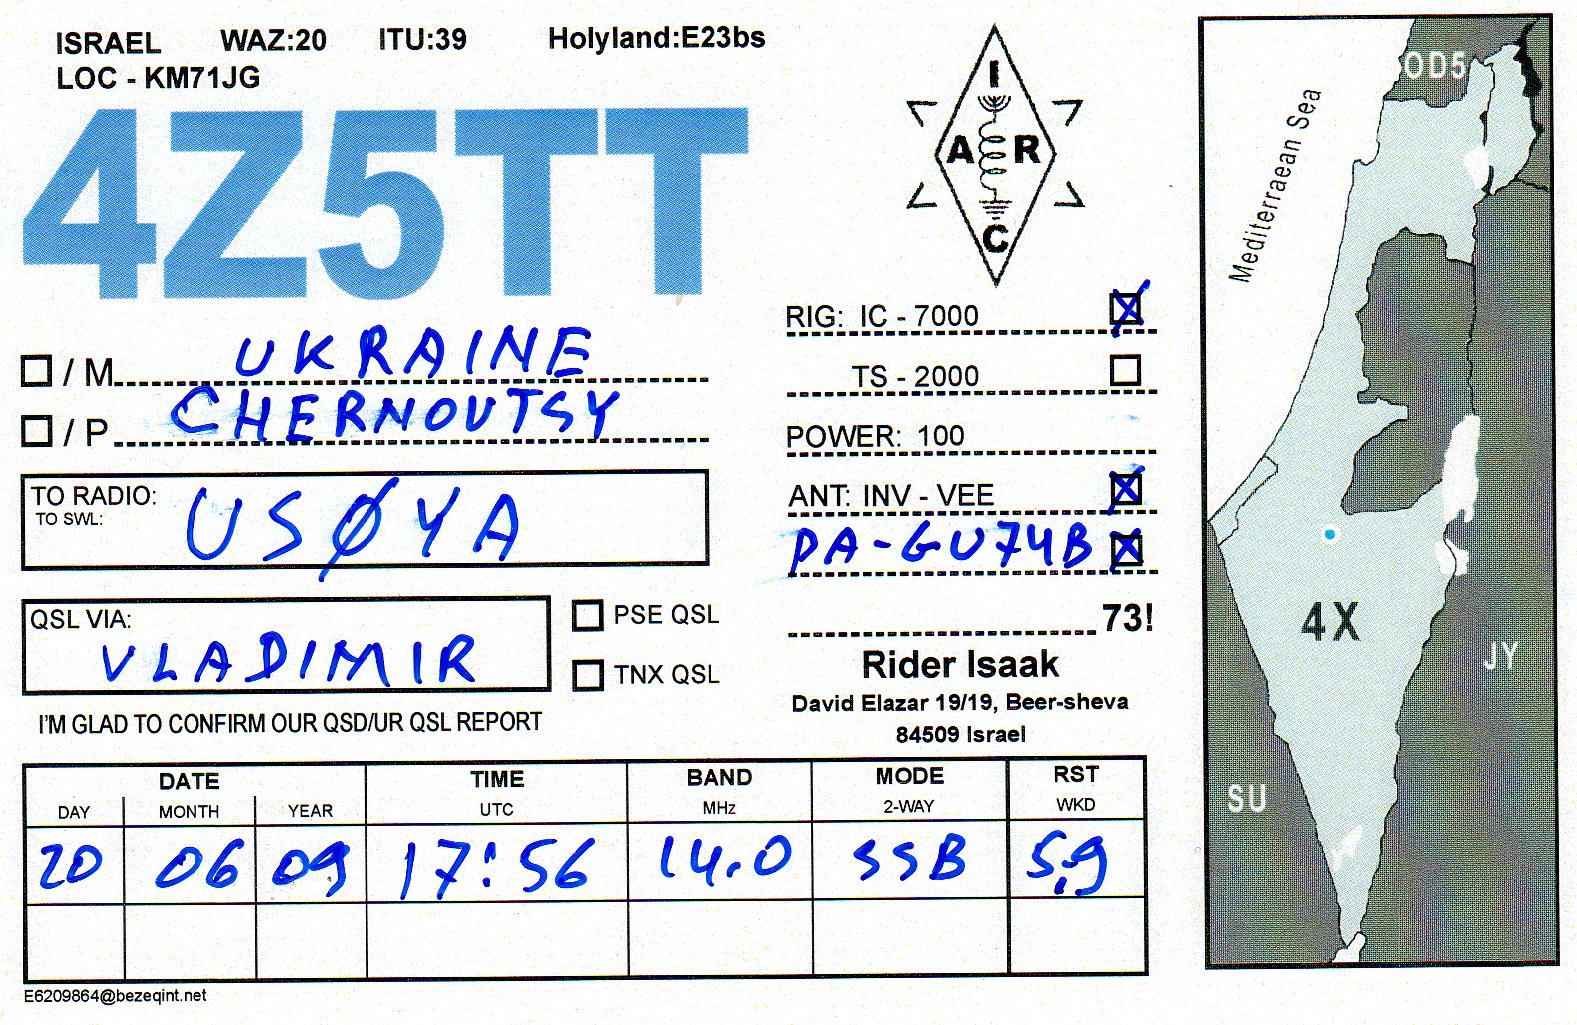 ISRAEL WAZ:20 ITU:39 Holyland:E23bs
LOC - KM71JG
4Z5TT
I
A R
C
/ M UKRAINE
/ P CHERNOUTSY
TO RADIO: USØYA
TO SWL:
QSL VIA:
VLADIMIR
PSE QSL
TNX QSL
I'M GLAD TO CONFIRM OUR QSD/UR QSL REPORT
RIG: IC - 7000
TS - 2000
POWER: 100
ANT: INV - VEE
PA-GU74B
73!
Rider Isaak
David Elazar 19/19, Beer-sheva
84509 Israel
DATE TIME BAND MODE RST
DAY MONTH YEAR UTC MHz 2-WAY WKD
20 06 09 17:56 14.0 SSB 5,9
E6209864@bezeqint.net
OD5
Mediterraean Sea
4X
JY
SU